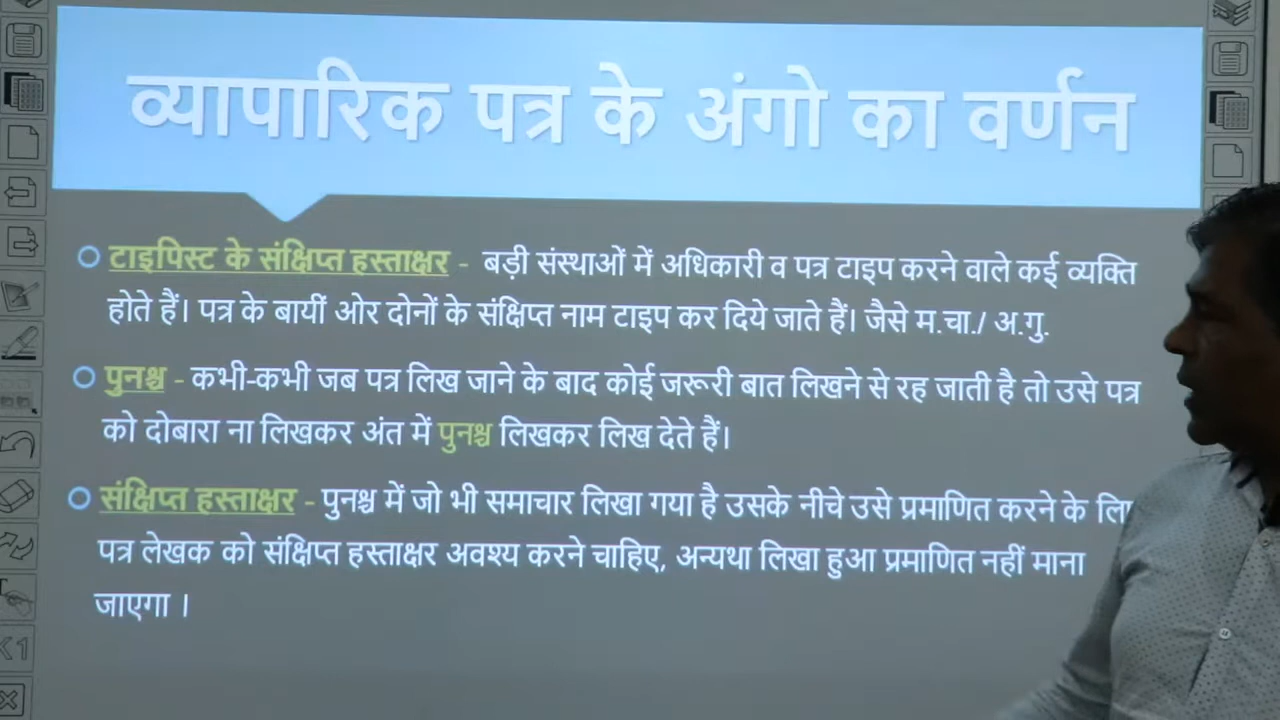 व्यापारिक पत्र के अंगो का वर्णन
टाइपिस्ट के संक्षिप्त हस्ताक्षर - बड़ी संस्थाओं में अधिकारी व पत्र टाइप करने वाले कई व्यक्ति
होते हैं। पत्र के बायीं ओर दोनों के संक्षिप्त नाम टाइप कर दिये जाते हैं। जैसे म.चा./ अ.गु.
पुनश्च - कभी-कभी जब पत्र लिख जाने के बाद कोई जरूरी बात लिखने से रह जाती है तो उसे पत्र
को दोबारा ना लिखकर अंत में पुनश्च लिखकर लिख देते हैं।
संक्षिप्त हस्ताक्षर - पुनश्च में जो भी समाचार लिखा गया है उसके नीचे उसे प्रमाणित करने के
पत्र लेखक को संक्षिप्त हस्ताक्षर अवश्य करने चाहिए, अन्यथा लिखा हुआ प्रमाणित नहीं माना
जाएगा ।